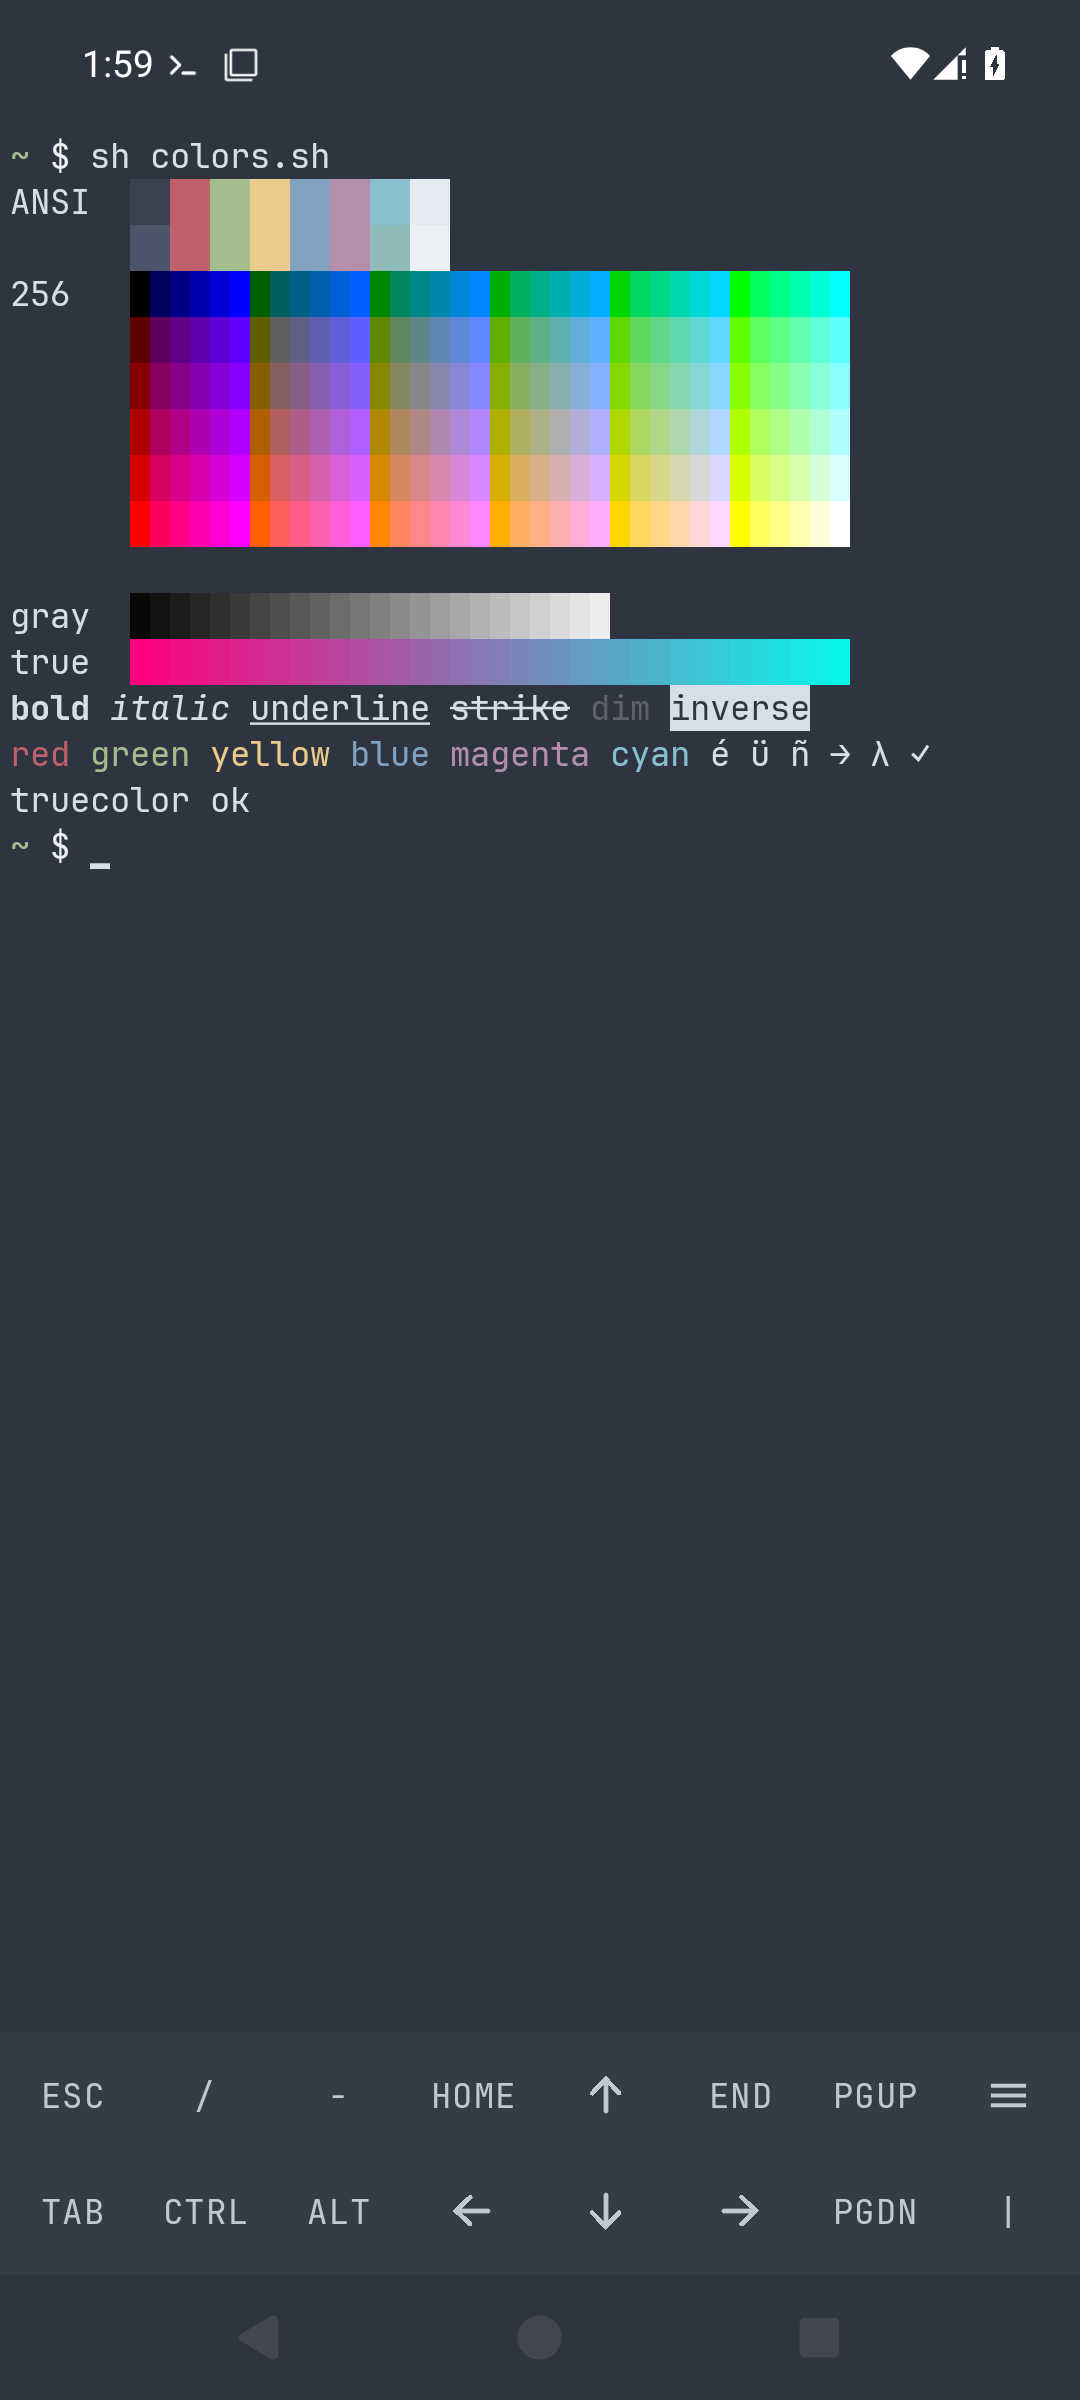 1:59
~ $ sh colors.sh
ANSI
256
gray
true
bold italic underline strike dim inverse
red green yellow blue magenta cyan é ü ñ → λ ✓
truecolor ok
~ $ _
ESC / - HOME ↑ END PGUP ☰
TAB CTRL ALT ← ↓ → PGDN |